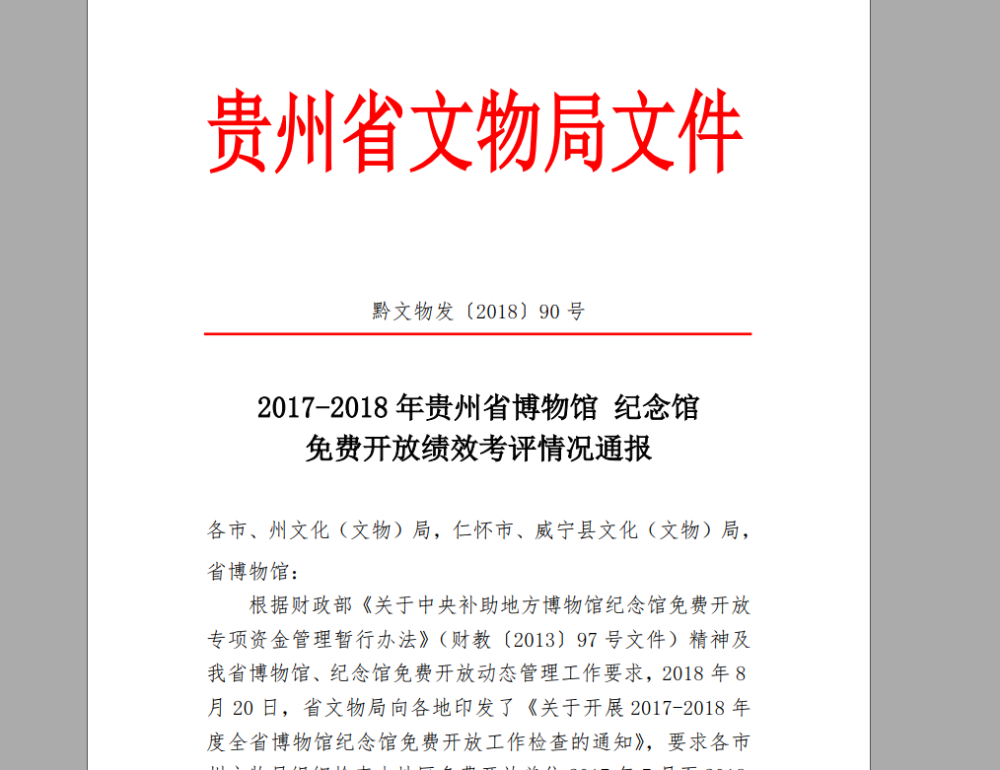 贵州省文物局文件
黔文物发〔2018〕90 号
2017-2018 年贵州省博物馆 纪念馆
免费开放绩效考评情况通报
各市、州文化（文物）局，仁怀市、威宁县文化（文物）局，
省博物馆：
根据财政部《关于中央补助地方博物馆纪念馆免费开放
专项资金管理暂行办法》（财教〔2013〕97 号文件）精神及
我省博物馆、纪念馆免费开放动态管理工作要求，2018 年 8
月 20 日，省文物局向各地印发了《关于开展 2017-2018 年
度全省博物馆纪念馆免费开放工作检查的通知》，要求各市